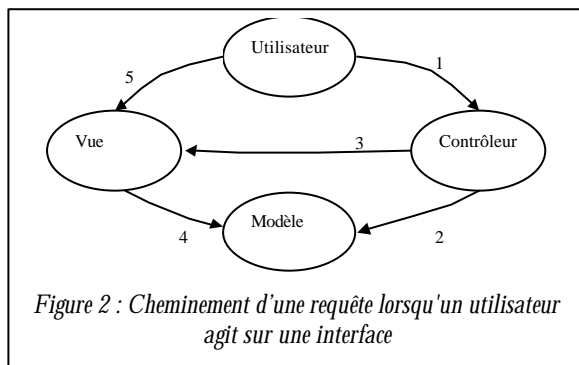 Utilisateur
5
1
Vue
3
Contrôleur
4
Modèle
2
Figure 2 : Cheminement d'une requête lorsqu'un utilisateur
agit sur une interface